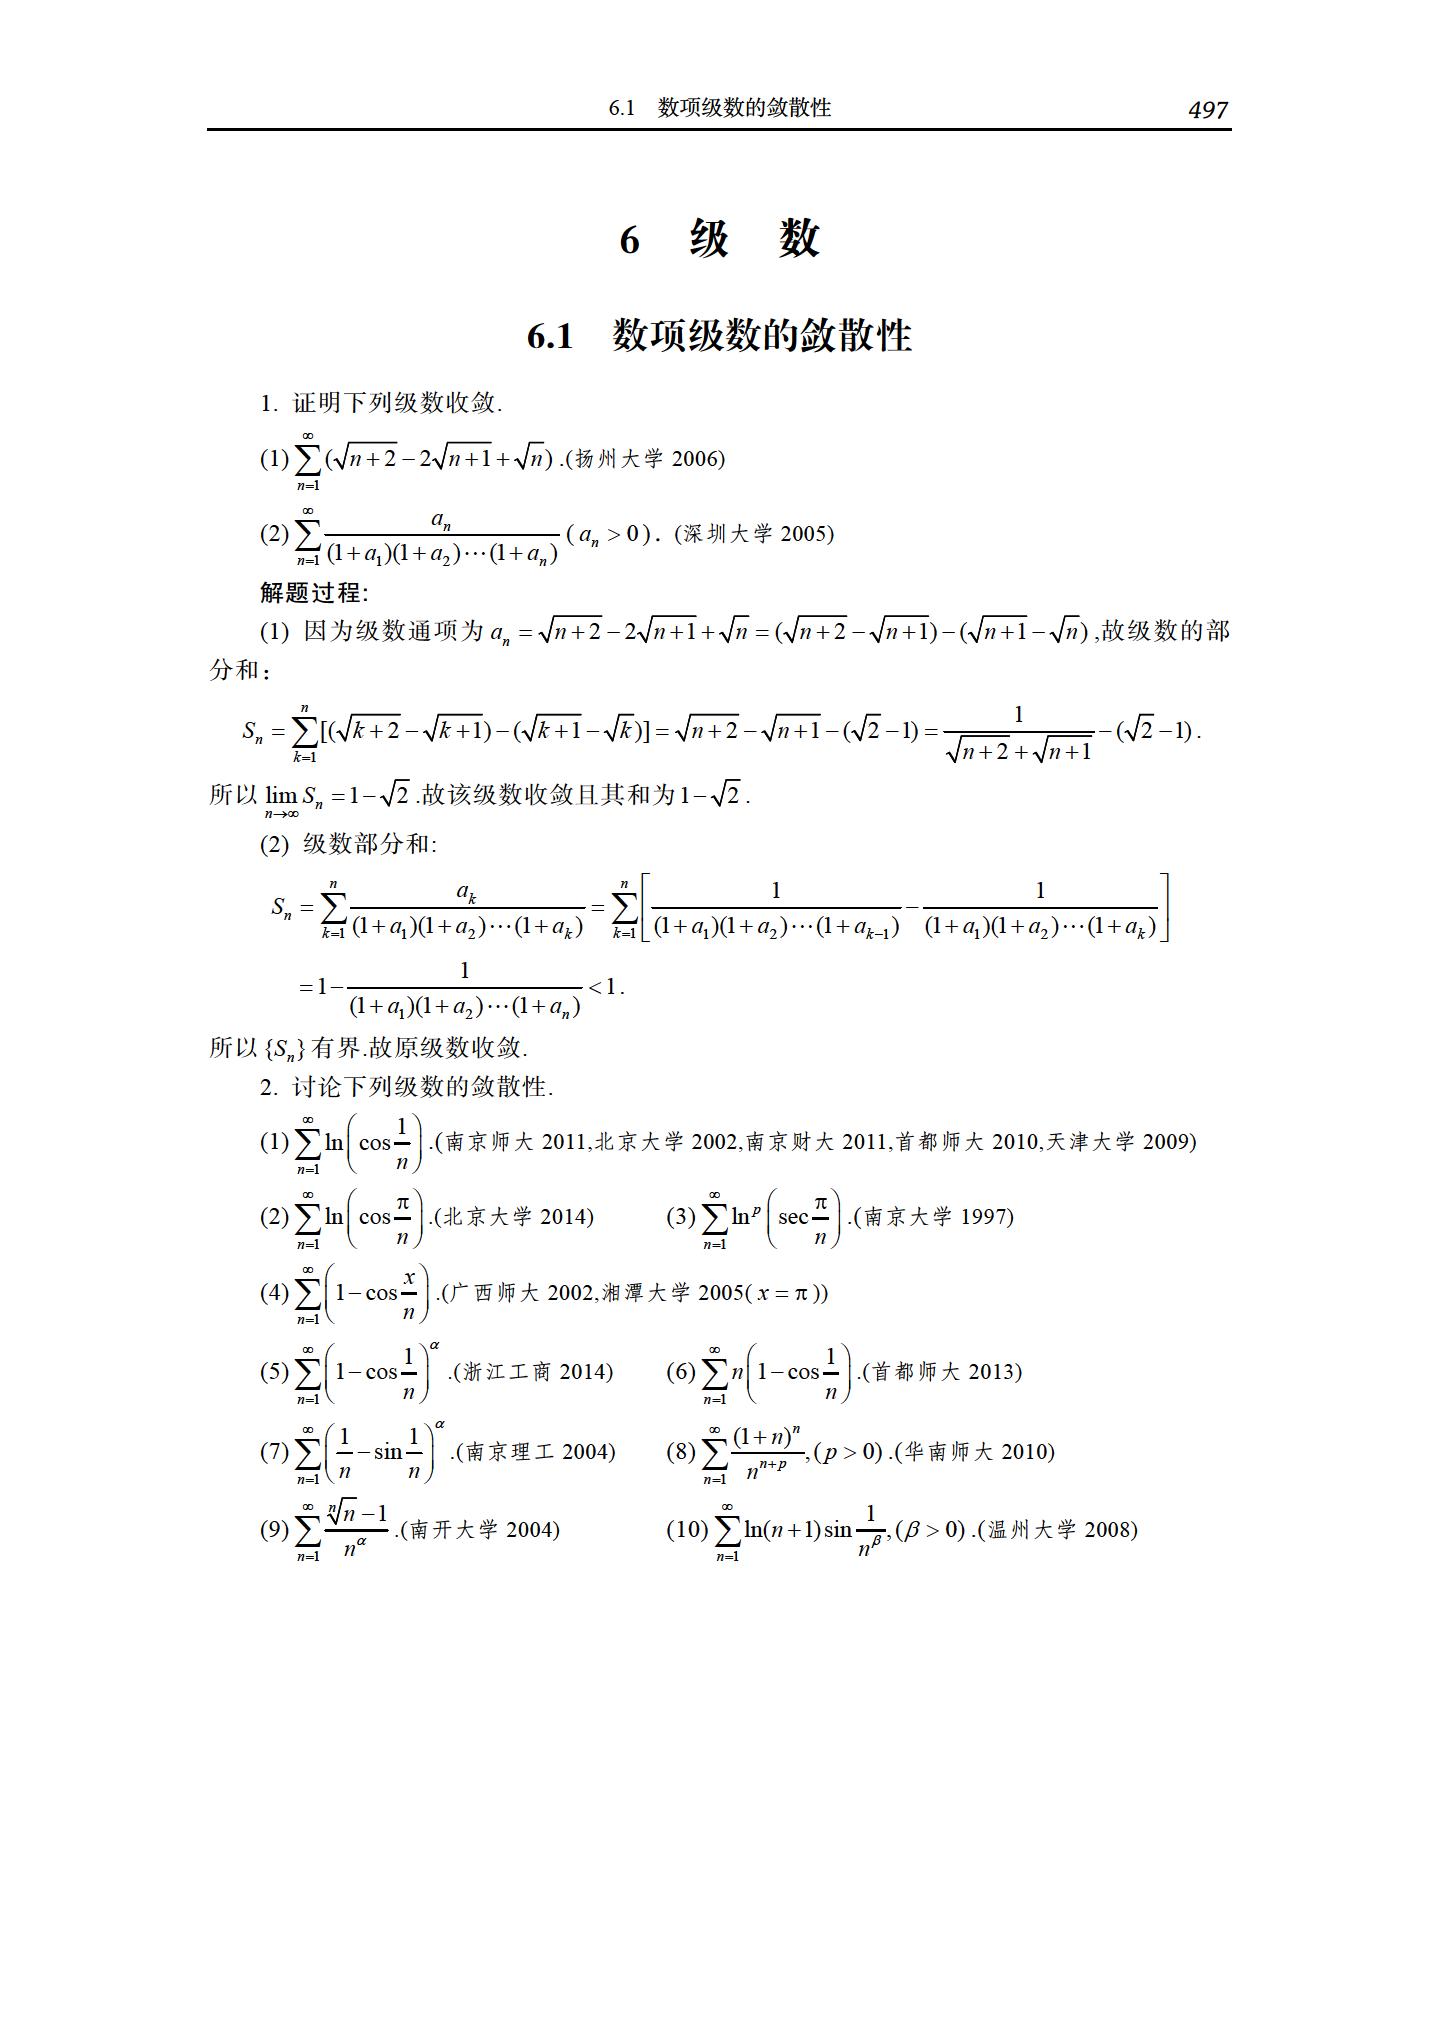 6.1 数项级数的敛散性 497
6 级 数
6.1 数项级数的敛散性
1. 证明下列级数收敛.
(1) $\sum_{n=1}^{\infty}(\sqrt{n+2}-2\sqrt{n+1}+\sqrt{n})$ .(扬州大学 2006)
(2) $\sum_{n=1}^{\infty}\frac{a_n}{(1+a_1)(1+a_2)\cdots(1+a_n)}$ ( $a_n>0$ ). (深圳大学 2005)
解题过程:
(1) 因为级数通项为 $a_n=\sqrt{n+2}-2\sqrt{n+1}+\sqrt{n}=(\sqrt{n+2}-\sqrt{n+1})-(\sqrt{n+1}-\sqrt{n})$ ,故级数的部
分和：
$S_n=\sum_{k=1}^{n}[(\sqrt{k+2}-\sqrt{k+1})-(\sqrt{k+1}-\sqrt{k})]=\sqrt{n+2}-\sqrt{n+1}-(\sqrt{2}-1)=\frac{1}{\sqrt{n+2}+\sqrt{n+1}}-(\sqrt{2}-1)$ .
所以 $\lim_{n\to\infty}S_n=1-\sqrt{2}$ .故该级数收敛且其和为 $1-\sqrt{2}$ .
(2) 级数部分和:
$S_n=\sum_{k=1}^{n}\frac{a_k}{(1+a_1)(1+a_2)\cdots(1+a_k)}=\sum_{k=1}^{n}\left[\frac{1}{(1+a_1)(1+a_2)\cdots(1+a_{k-1})}-\frac{1}{(1+a_1)(1+a_2)\cdots(1+a_k)}\right]$
$=1-\frac{1}{(1+a_1)(1+a_2)\cdots(1+a_n)}<1$ .
所以 $\{S_n\}$ 有界.故原级数收敛.
2. 讨论下列级数的敛散性.
(1) $\sum_{n=1}^{\infty}\ln\left(\cos\frac{1}{n}\right)$ .(南京师大 2011,北京大学 2002,南京财大 2011,首都师大 2010,天津大学 2009)
(2) $\sum_{n=1}^{\infty}\ln\left(\cos\frac{\pi}{n}\right)$ .(北京大学 2014) (3) $\sum_{n=1}^{\infty}\ln^p\left(\sec\frac{\pi}{n}\right)$ .(南京大学 1997)
(4) $\sum_{n=1}^{\infty}\left(1-\cos\frac{x}{n}\right)$ .(广西师大 2002,湘潭大学 2005( $x=\pi$ ))
(5) $\sum_{n=1}^{\infty}\left(1-\cos\frac{1}{n}\right)^{\alpha}$ .(浙江工商 2014) (6) $\sum_{n=1}^{\infty}n\left(1-\cos\frac{1}{n}\right)$ .(首都师大 2013)
(7) $\sum_{n=1}^{\infty}\left(\frac{1}{n}-\sin\frac{1}{n}\right)^{\alpha}$ .(南京理工 2004) (8) $\sum_{n=1}^{\infty}\frac{(1+n)^n}{n^{n+p}},(p>0)$ .(华南师大 2010)
(9) $\sum_{n=1}^{\infty}\frac{\sqrt[n]{n}-1}{n^{\alpha}}$ .(南开大学 2004) (10) $\sum_{n=1}^{\infty}\ln(n+1)\sin\frac{1}{n^{\beta}},(\beta>0)$ .(温州大学 2008)